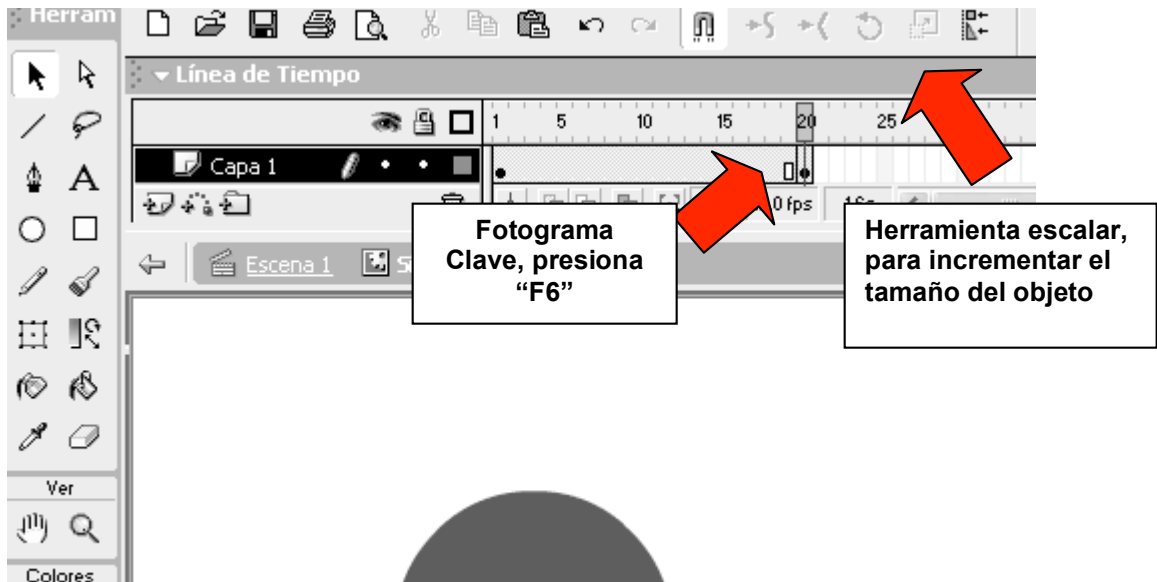 Herram
Línea de Tiempo
1 5 10 15 20 25
Capa 1
0 fps
Fotograma
Clave, presiona
“F6”
Herramienta escalar,
para incrementar el
tamaño del objeto
Escena 1
A
Ver
Colores